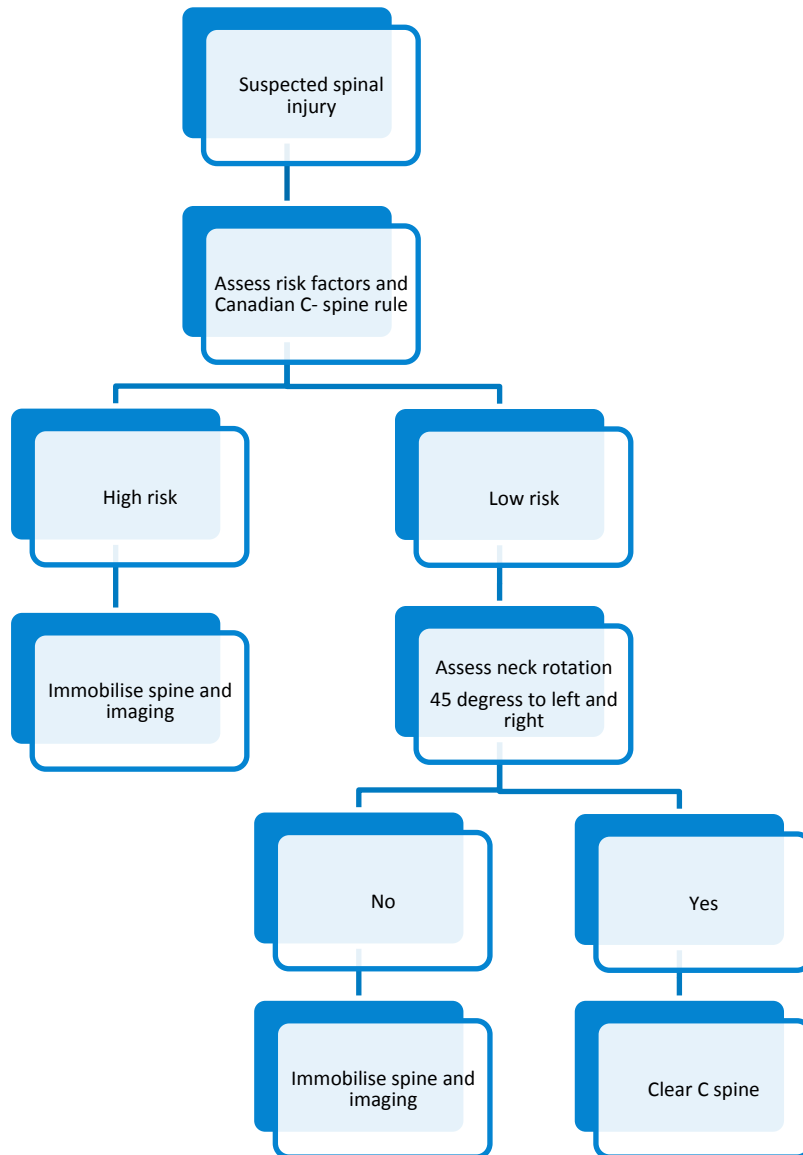 Suspected spinal
injury
Assess risk factors and
Canadian C- spine rule
High risk
Low risk
Immobilise spine and
imaging
Assess neck rotation
45 degress to left and
right
No
Yes
Immobilise spine and
imaging
Clear C spine